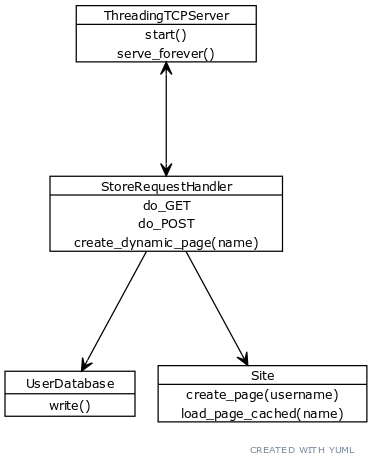 ThreadingTCPServer
start()
serve_forever()
StoreRequestHandler
do_GET
do_POST
create_dynamic_page(name)
UserDatabase
write()
Site
create_page(username)
load_page_cached(name)
CREATED WITH YUML